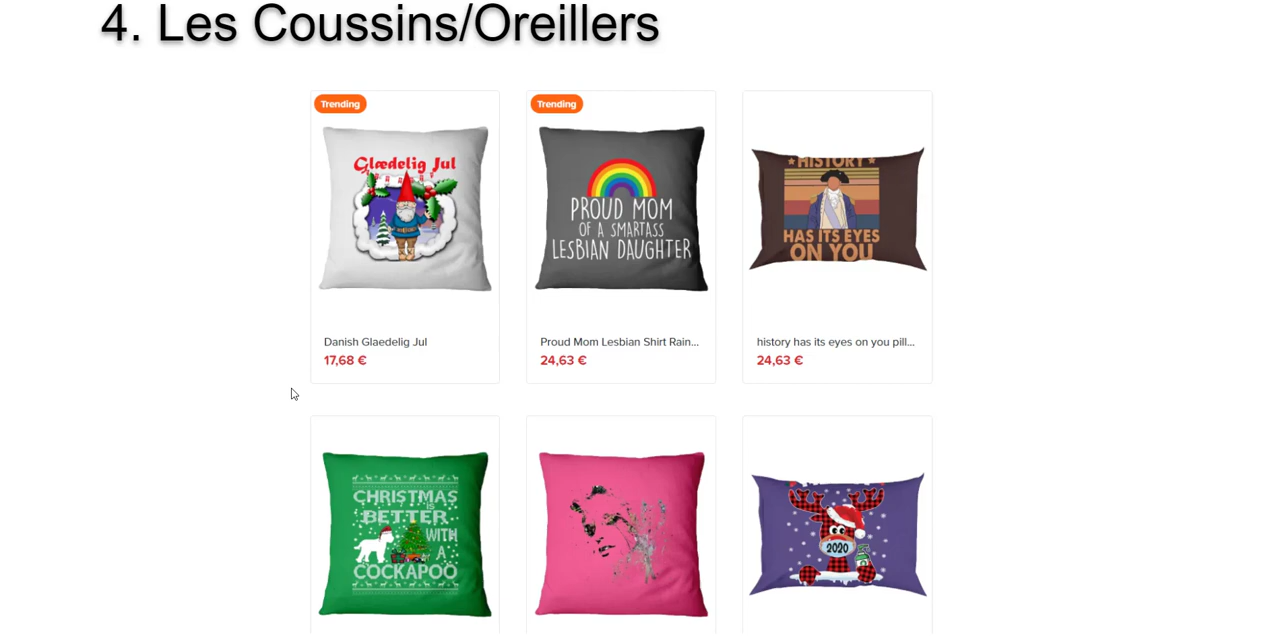 4. Les Coussins/Oreillers
Trending
Trending
Glædelig Jul
PROUD MOM
OF A SMARTASS
LESBIAN DAUGHTER
HISTORY
HAS ITS EYES
ON YOU
Danish Glaedelig Jul
17,68 €
Proud Mom Lesbian Shirt Rain...
24,63 €
history has its eyes on you pill...
24,63 €
CHRISTMAS
IS
BETTER
WITH
A
COCKAPOO
2020